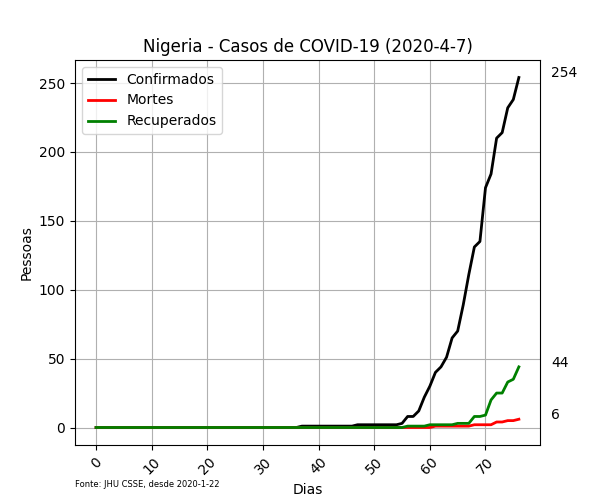 Nigeria - Casos de COVID-19 (2020-4-7)
Confirmados
Mortes
Recuperados
254
44
6
250
200
150
100
50
0
Pessoas
0 10 20 30 40 50 60 70
Dias
Fonte: JHU CSSE, desde 2020-1-22